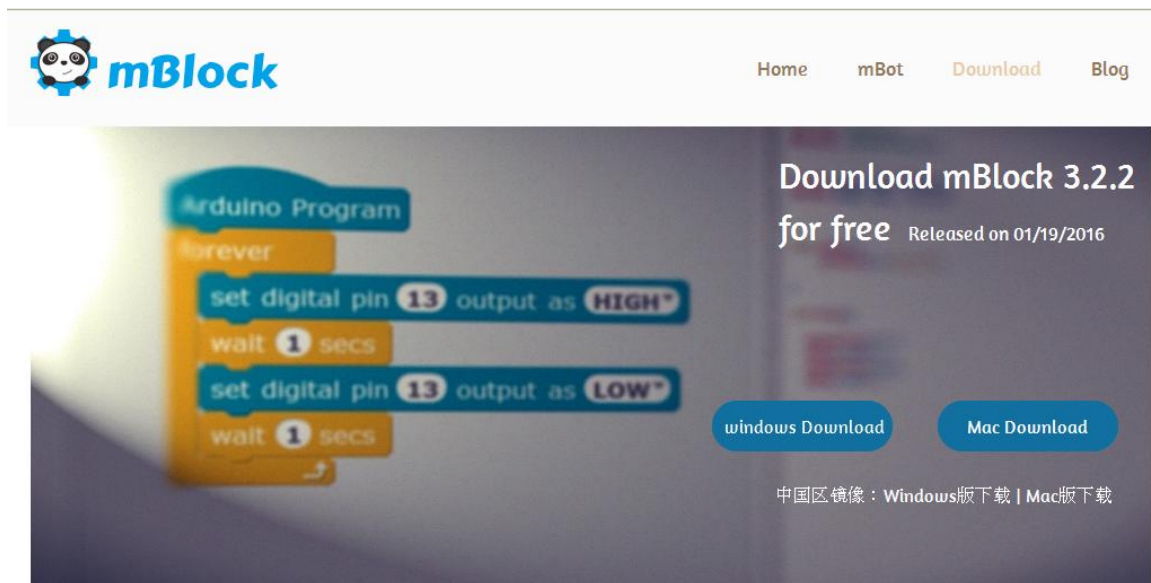 mBlock
Home mBot Download Blog
Download mBlock 3.2.2
for free Released on 01/19/2016
Arduino Program
forever
set digital pin 13 output as HIGH
wait 1 secs
set digital pin 13 output as LOW
wait 1 secs
windows Download Mac Download
中国区镜像：Windows版下载 | Mac版下载